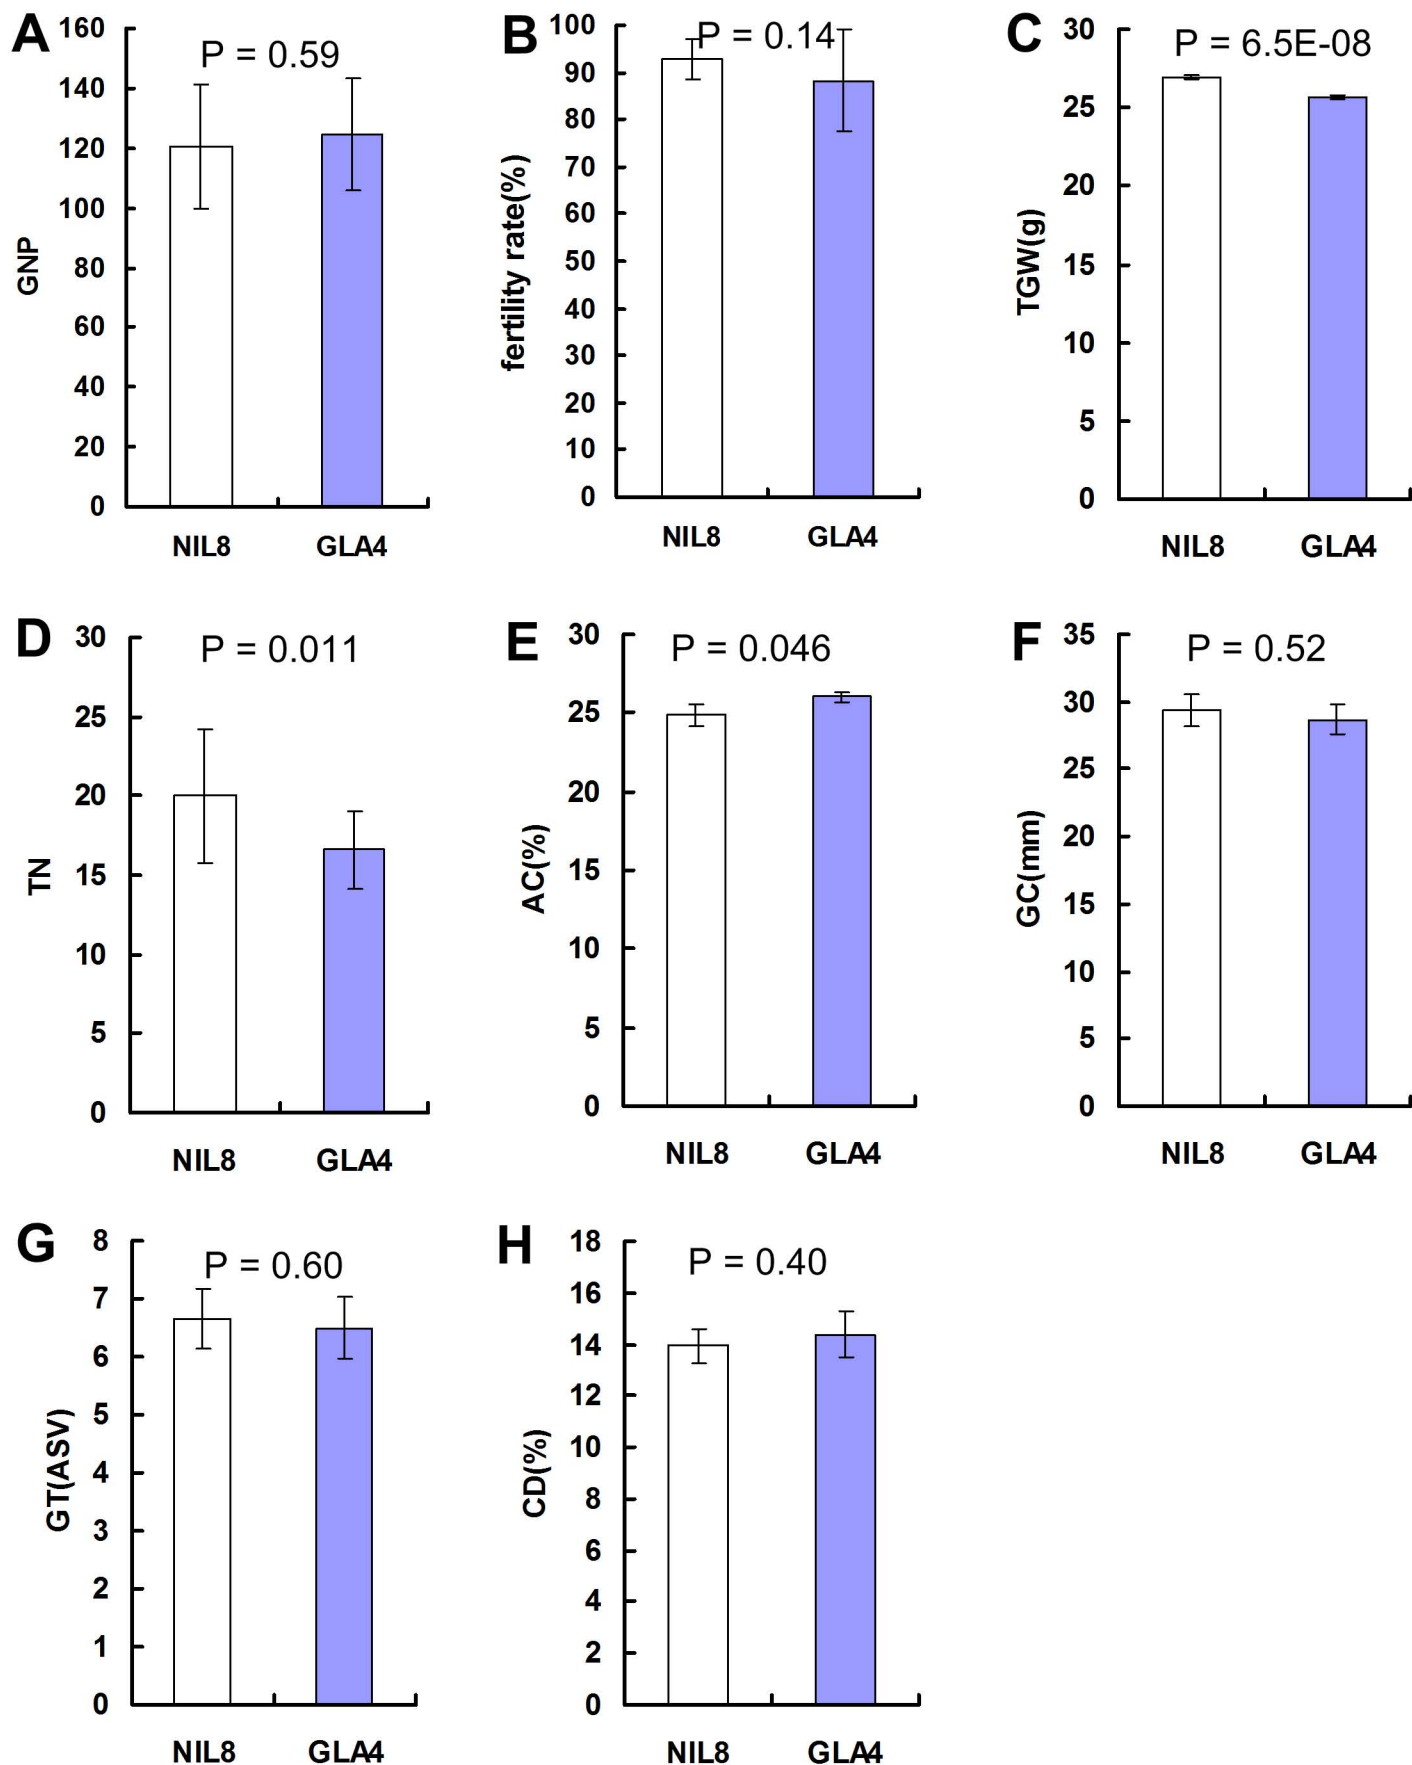 A
P = 0.59
GNP
160
140
120
100
80
60
40
20
0
NIL8 GLA4
B
P = 0.14
fertility rate(%)
100
90
80
70
60
50
40
30
20
10
0
NIL8 GLA4
C
P = 6.5E-08
TGW(g)
30
25
20
15
10
5
0
NIL8 GLA4
D
P = 0.011
TN
30
25
20
15
10
5
0
NIL8 GLA4
E
P = 0.046
AC(%)
30
25
20
15
10
5
0
NIL8 GLA4
F
P = 0.52
GC(mm)
35
30
25
20
15
10
5
0
NIL8 GLA4
G
P = 0.60
GT(ASV)
8
7
6
5
4
3
2
1
0
NIL8 GLA4
H
P = 0.40
CD(%)
18
16
14
12
10
8
6
4
2
0
NIL8 GLA4